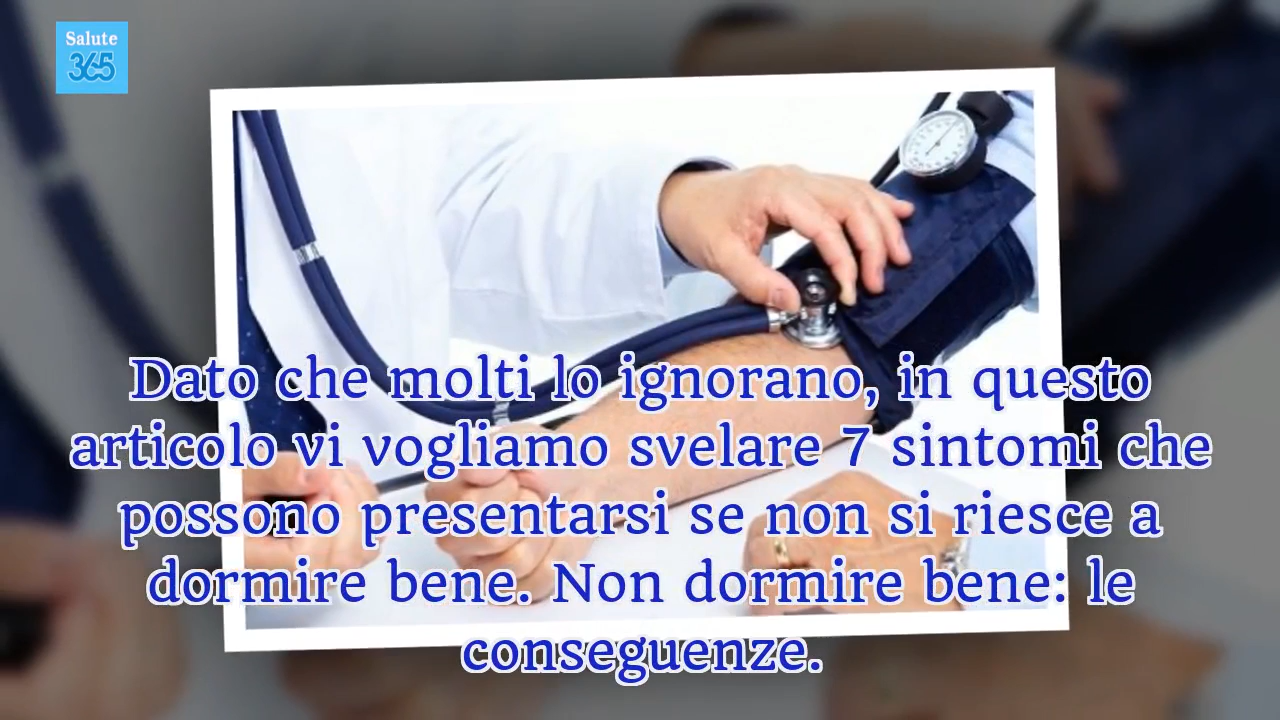 Salute
365
Dato che molti lo ignorano, in questo
articolo vi vogliamo svelare 7 sintomi che
possono presentarsi se non si riesce a
dormire bene. Non dormire bene: le
conseguenze.